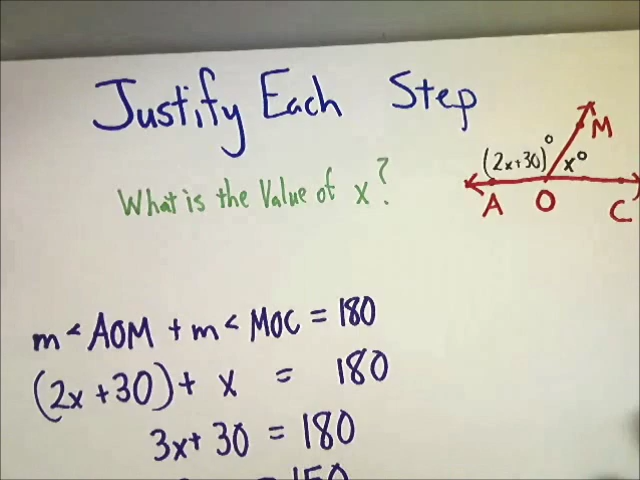 Justify Each Step
What is the Value of x?
(2x+30)° x° M
A O C
m<AOM + m<MOC = 180
(2x+30)+ x = 180
3x+30 = 180
= 150